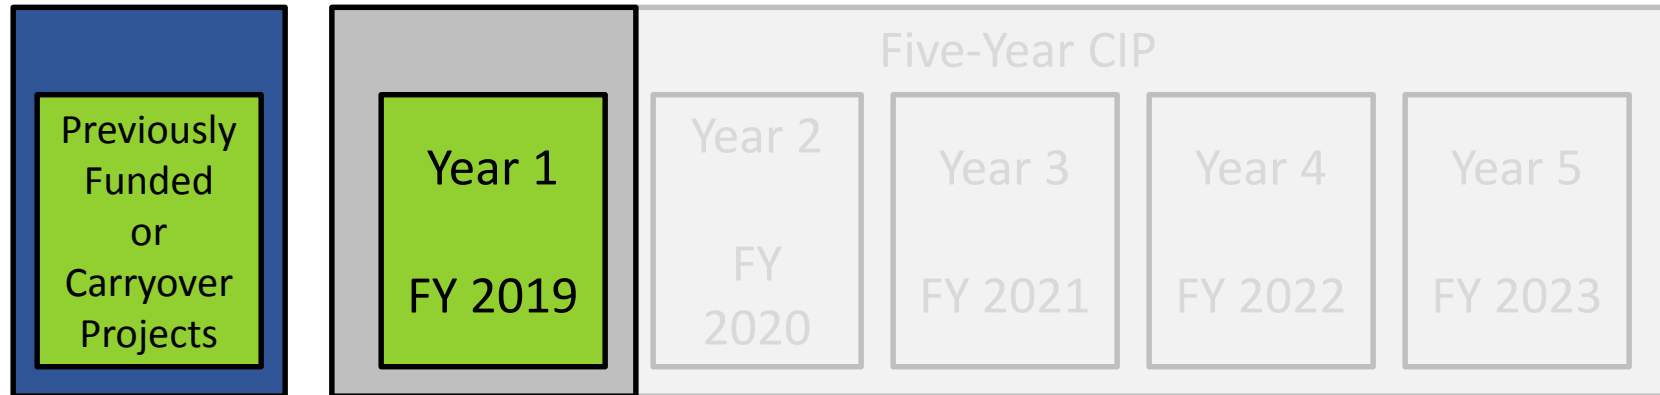 Five-Year CIP
Previously
Funded
or
Carryover
Projects
Year 1
FY 2019
Year 2
FY
2020
Year 3
FY 2021
Year 4
FY 2022
Year 5
FY 2023